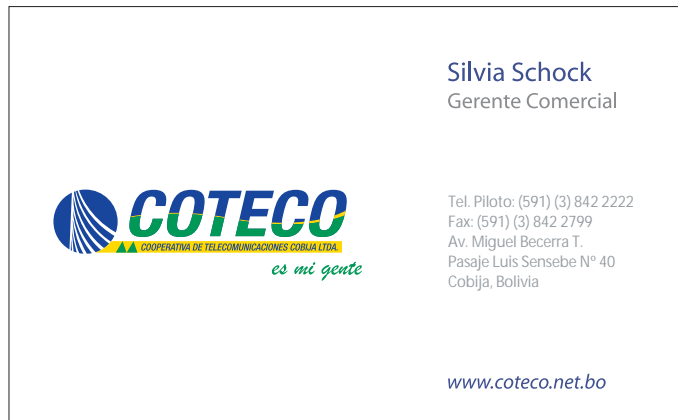 Silvia Schock
Gerente Comercial
COTECO
COOPERATIVA DE TELECOMUNICACIONES COBIJA LTDA.
es mi gente
Tel. Piloto: (591) (3) 842 2222
Fax: (591) (3) 842 2799
Av. Miguel Becerra T.
Pasaje Luis Sensebe Nº 40
Cobija, Bolivia
www.coteco.net.bo